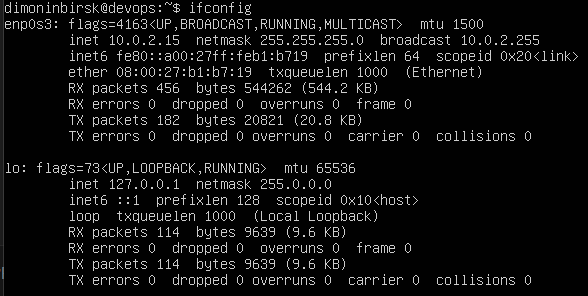 dimoninbirsk@devops:~$ ifconfig
enp0s3: flags=4163<UP,BROADCAST,RUNNING,MULTICAST>  mtu 1500
        inet 10.0.2.15  netmask 255.255.255.0  broadcast 10.0.2.255
        inet6 fe80::a00:27ff:feb1:b719  prefixlen 64  scopeid 0x20<link>
        ether 08:00:27:b1:b7:19  txqueuelen 1000  (Ethernet)
        RX packets 456  bytes 544262 (544.2 KB)
        RX errors 0  dropped 0  overruns 0  frame 0
        TX packets 182  bytes 20821 (20.8 KB)
        TX errors 0  dropped 0 overruns 0  carrier 0  collisions 0

lo: flags=73<UP,LOOPBACK,RUNNING>  mtu 65536
        inet 127.0.0.1  netmask 255.0.0.0
        inet6 ::1  prefixlen 128  scopeid 0x10<host>
        loop  txqueuelen 1000  (Local Loopback)
        RX packets 114  bytes 9639 (9.6 KB)
        RX errors 0  dropped 0  overruns 0  frame 0
        TX packets 114  bytes 9639 (9.6 KB)
        TX errors 0  dropped 0 overruns 0  carrier 0  collisions 0